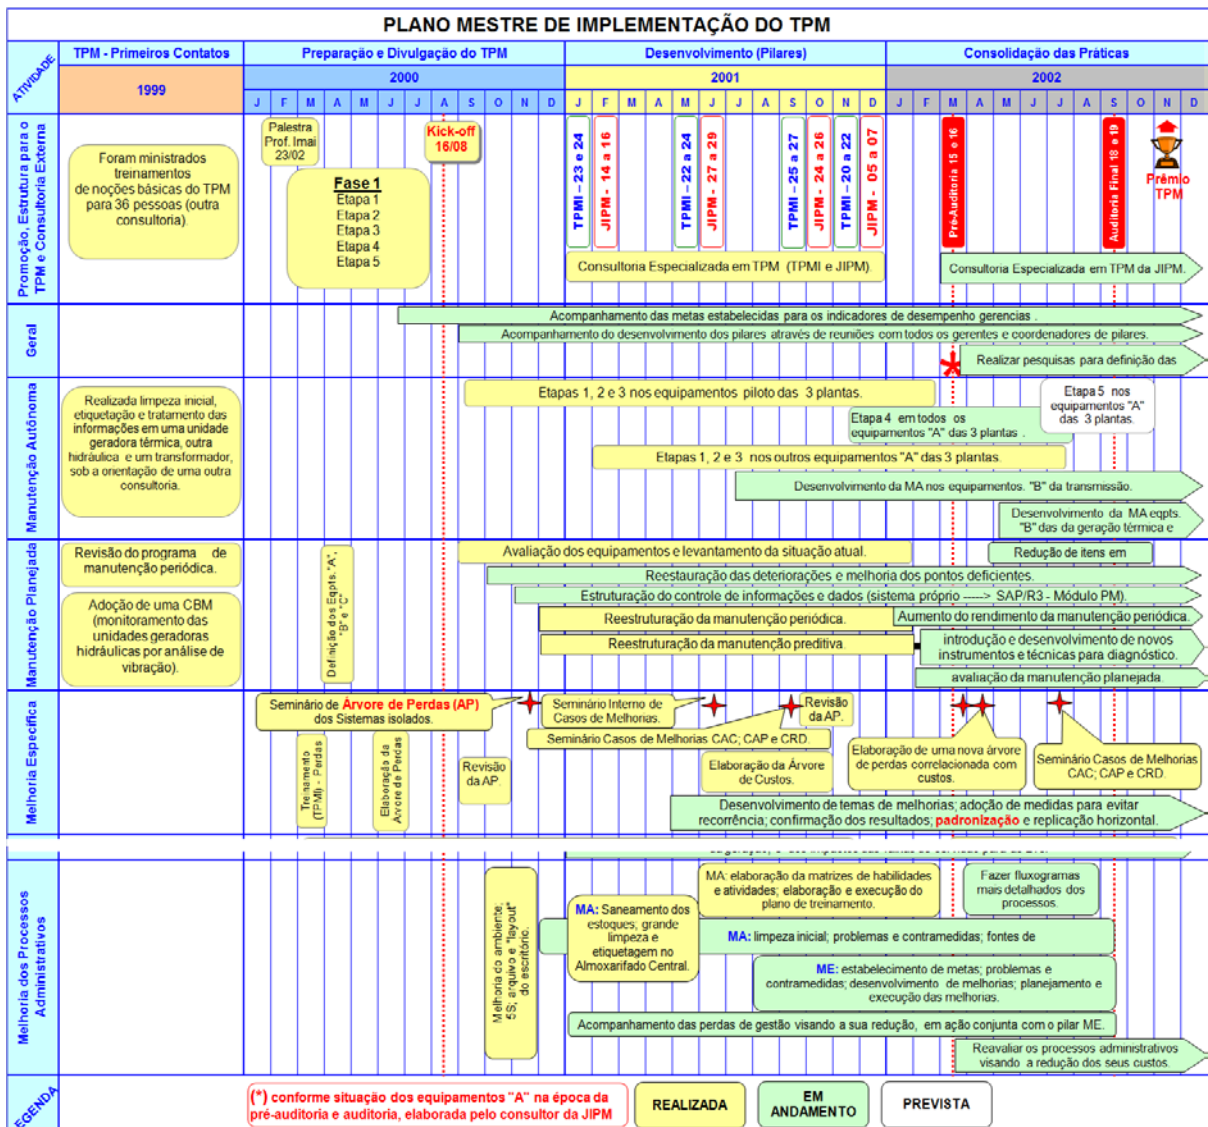 PLANO MESTRE DE IMPLEMENTAÇÃO DO TPM
ATIVIDADE
TPM - Primeiros Contatos
Preparação e Divulgação do TPM
Desenvolvimento (Pilares)
Consolidação das Práticas
1999
2000
2001
2002
J F M A M J J A S O N D
J F M A M J J A S O N D
J F M A M J J A S O N D
Promoção, Estrutura para o
TPM e Consultoria Externa
Foram ministrados
treinamentos
de noções básicas do TPM
para 36 pessoas (outra
consultoria).
Palestra
Prof. Imai
23/02
Fase 1
Etapa 1
Etapa 2
Etapa 3
Etapa 4
Etapa 5
Kick-off
16/08
TPMI – 23 e 24
JIPM - 14 a 16
TPMI – 22 a 24
JIPM - 27 a 29
TPMI – 25 a 27
JIPM - 24 a 26
TPMI – 20 a 22
JIPM - 05 a 07
Consultoria Especializada em TPM (TPMI e JIPM).
Pré-Auditoria 15 e 16
Auditoria Final 18 e 19
Prêmio
TPM
Consultoria Especializada em TPM da JIPM.
Geral
Acompanhamento das metas estabelecidas para os indicadores de desempenho gerencias .
Acompanhamento do desenvolvimento dos pilares através de reuniões com todos os gerentes e coordenadores de pilares.
*
Realizar pesquisas para definição das
Manutenção Autônoma
Realizada limpeza inicial,
etiquetação e tratamento das
informações em uma unidade
geradora térmica, outra
hidráulica e um transformador,
sob a orientação de uma outra
consultoria.
Etapas 1, 2 e 3 nos equipamentos piloto das 3 plantas.
Etapa 4 em todos os
equipamentos "A" das 3 plantas .
Etapa 5 nos
equipamentos "A"
das 3 plantas.
Etapas 1, 2 e 3 nos outros equipamentos "A" das 3 plantas.
Desenvolvimento da MA nos equipamentos. "B" da transmissão.
Desenvolvimento da MA eqpts.
"B" das da geração térmica e
Manutenção Planejada
Revisão do programa de
manutenção periódica.
Adoção de uma CBM
(monitoramento das
unidades geradoras
hidráulicas por análise de
vibração).
Definição dos Eqpts. "A",
"B" e "C"
Avaliação dos equipamentos e levantamento da situação atual.
Redução de itens em
Reestauração das deteriorações e melhoria dos pontos deficientes.
Estruturação do controle de informações e dados (sistema próprio -----> SAP/R3 - Módulo PM).
Reestruturação da manutenção periódica.
Aumento do rendimento da manutenção periódica.
Reestruturação da manutenção preditiva.
introdução e desenvolvimento de novos
instrumentos e técnicas para diagnóstico.
avaliação da manutenção planejada.
Melhoria Específica
Seminário de Árvore de Perdas (AP)
dos Sistemas isolados.
Treinamento
(TPMI) - Perdas
Elaboração da
Árvore de Perdas
Revisão
da AP.
Seminário Interno de
Casos de Melhorias.
Revisão
da AP.
Seminário Casos de Melhorias CAC; CAP e CRD.
Elaboração da Árvore
de Custos.
Elaboração de uma nova árvore
de perdas correlacionada com
custos.
Seminário Casos de Melhorias
CAC; CAP e CRD.
Desenvolvimento de temas de melhorias; adoção de medidas para evitar
recorrência; confirmação dos resultados; padronização e replicação horizontal.
Melhoria dos Processos
Administrativos
Melhoria do ambiente;
5S; arquivo e "layout"
do escritório.
MA: Saneamento dos
estoques; grande
limpeza e
etiquetagem no
Almoxarifado Central.
MA: elaboração da matrizes de habilidades
e atividades; elaboração e execução do
plano de treinamento.
Fazer fluxogramas
mais detalhados dos
processos.
MA: limpeza inicial; problemas e contramedidas; fontes de
ME: estabelecimento de metas; problemas e
contramedidas; desenvolvimento de melhorias; planejamento e
execução das melhorias.
Acompanhamento das perdas de gestão visando a sua redução, em ação conjunta com o pilar ME.
Reavaliar os processos administrativos
visando a redução dos seus custos.
EGENDA
(*) conforme situação dos equipamentos "A" na época da
pré-auditoria e auditoria, elaborada pelo consultor da JIPM
REALIZADA
EM
ANDAMENTO
PREVISTA